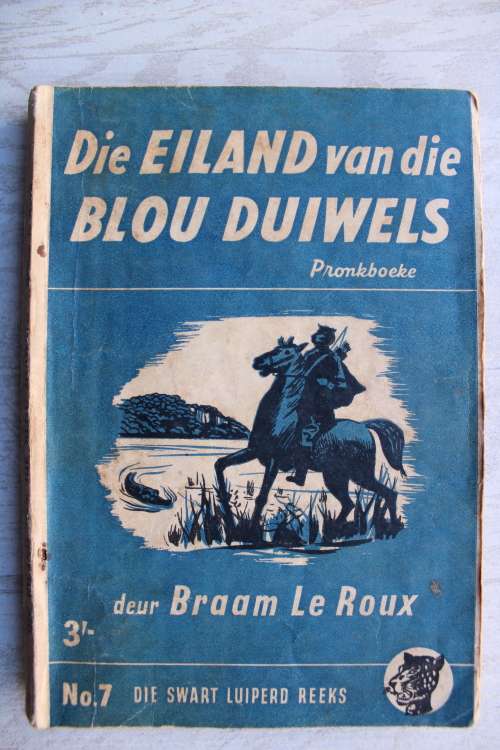 Die EILAND van die
BLOU DUIWELS
Pronkboeke
deur Braam Le Roux
3'/-
No.7 DIE SWART LUIPERD REEKS